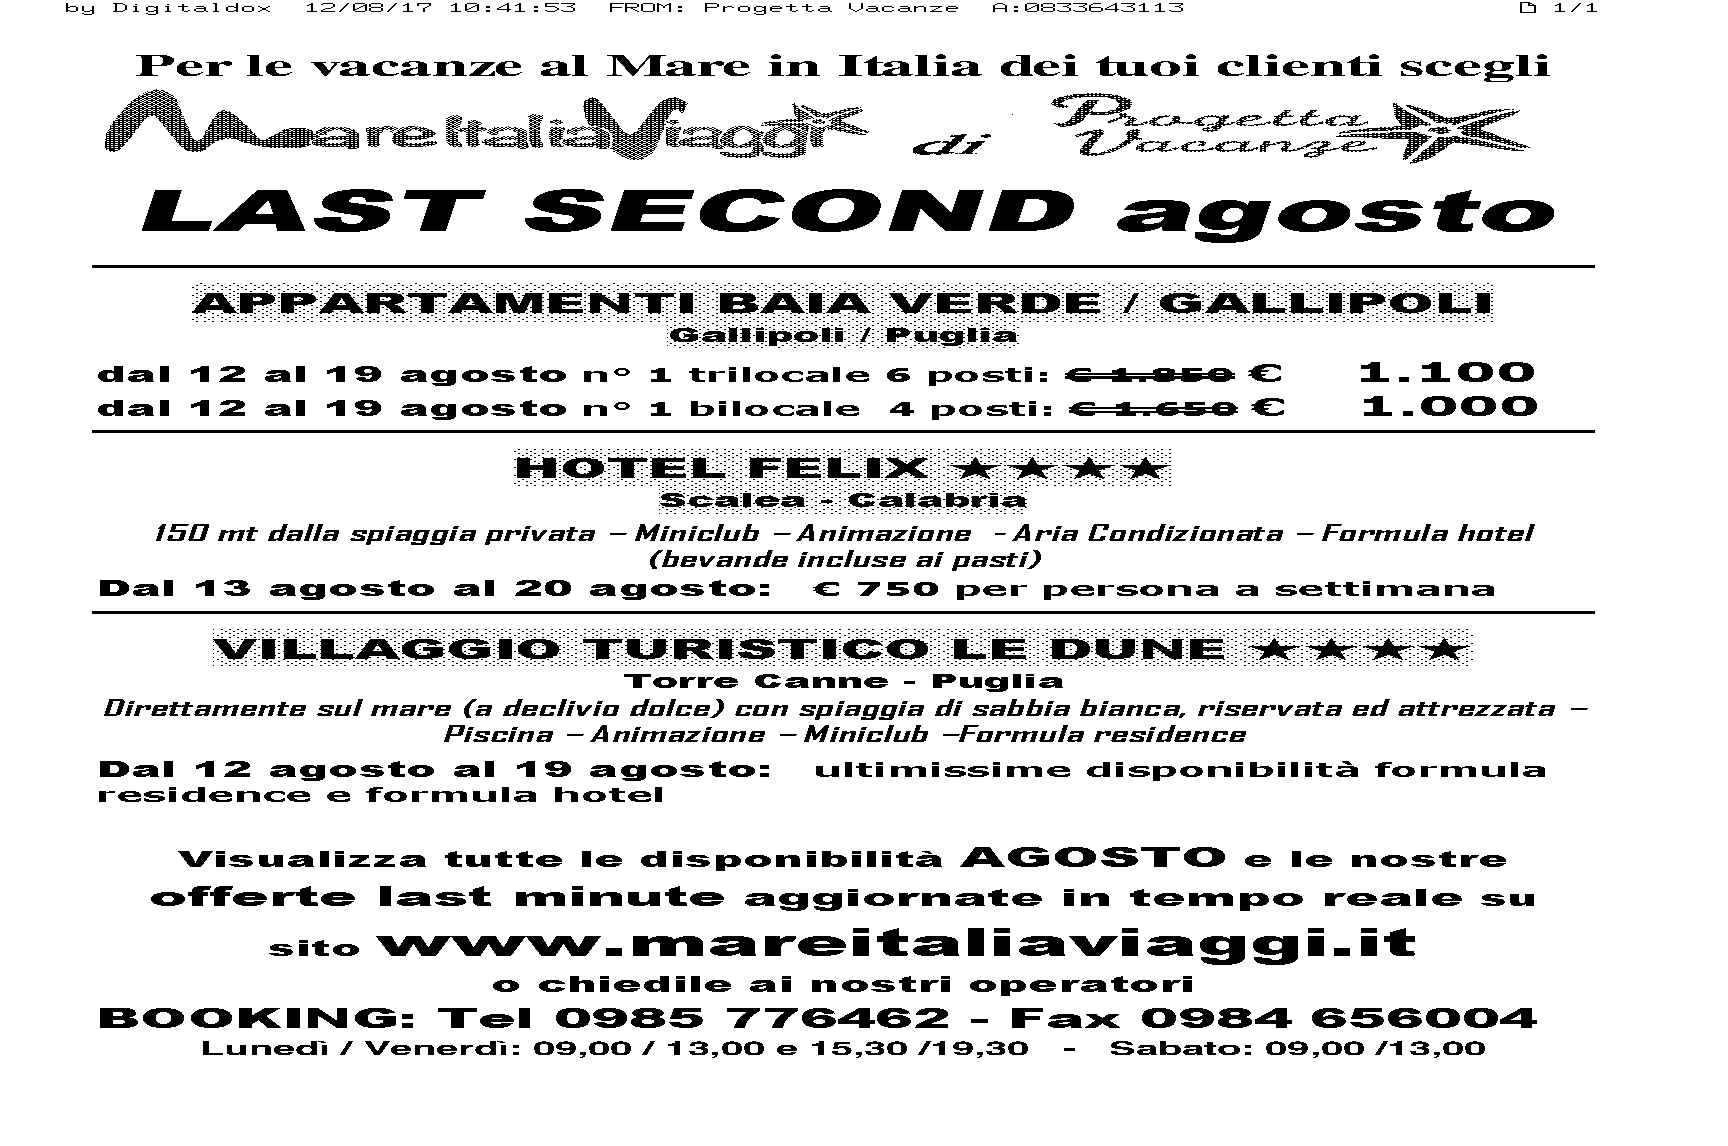 by Digitaldox 12/08/17 10:41:53 FROM: Progetta Vacanze A:0833643113 1/1
Per le vacanze al Mare in Italia dei tuoi clienti scegli
MareItaliaViaggi di Progetta Vacanze
LAST SECOND agosto
APPARTAMENTI BAIA VERDE / GALLIPOLI
Gallipoli / Puglia
dal 12 al 19 agosto n° 1 trilocale 6 posti: € 1.850 € 1.100
dal 12 al 19 agosto n° 1 bilocale 4 posti: € 1.650 € 1.000
HOTEL FELIX ★★★★
Scalea - Calabria
150 mt dalla spiaggia privata – Miniclub – Animazione - Aria Condizionata – Formula hotel
(bevande incluse ai pasti)
Dal 13 agosto al 20 agosto: € 750 per persona a settimana
VILLAGGIO TURISTICO LE DUNE ★★★★
Torre Canne - Puglia
Direttamente sul mare (a declivio dolce) con spiaggia di sabbia bianca, riservata ed attrezzata –
Piscina – Animazione – Miniclub –Formula residence
Dal 12 agosto al 19 agosto: ultimissime disponibilità formula
residence e formula hotel
Visualizza tutte le disponibilità AGOSTO e le nostre
offerte last minute aggiornate in tempo reale su
sito www.mareitaliaviaggi.it
o chiedile ai nostri operatori
BOOKING: Tel 0985 776462 - Fax 0984 656004
Lunedì / Venerdì: 09,00 / 13,00 e 15,30 /19,30 - Sabato: 09,00 /13,00